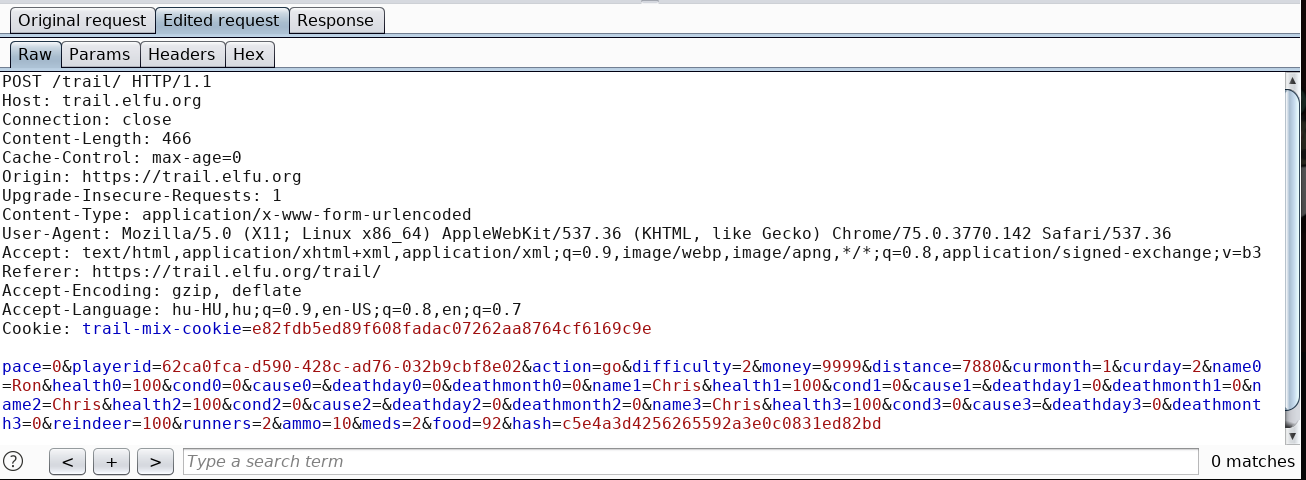 Original request Edited request Response
Raw Params Headers Hex
POST /trail/ HTTP/1.1
Host: trail.elfu.org
Connection: close
Content-Length: 466
Cache-Control: max-age=0
Origin: https://trail.elfu.org
Upgrade-Insecure-Requests: 1
Content-Type: application/x-www-form-urlencoded
User-Agent: Mozilla/5.0 (X11; Linux x86_64) AppleWebKit/537.36 (KHTML, like Gecko) Chrome/75.0.3770.142 Safari/537.36
Accept: text/html,application/xhtml+xml,application/xml;q=0.9,image/webp,image/apng,*/*;q=0.8,application/signed-exchange;v=b3
Referer: https://trail.elfu.org/trail/
Accept-Encoding: gzip, deflate
Accept-Language: hu-HU,hu;q=0.9,en-US;q=0.8,en;q=0.7
Cookie: trail-mix-cookie=e82fdb5ed89f608fadac07262aa8764cf6169c9e
pace=0&playerid=62ca0fca-d590-428c-ad76-032b9cbf8e02&action=go&difficulty=2&money=9999&distance=7880&curmonth=1&curday=2&name0
=Ron&health0=100&cond0=0&cause0=&deathday0=0&deathmonth0=0&name1=Chris&health1=100&cond1=0&cause1=&deathday1=0&deathmonth1=0&n
ame2=Chris&health2=100&cond2=0&cause2=&deathday2=0&deathmonth2=0&name3=Chris&health3=100&cond3=0&cause3=&deathday3=0&deathmont
h3=0&reindeer=100&runners=2&ammo=10&meds=2&food=92&hash=c5e4a3d4256265592a3e0c0831ed82bd
? < + > Type a search term 0 matches